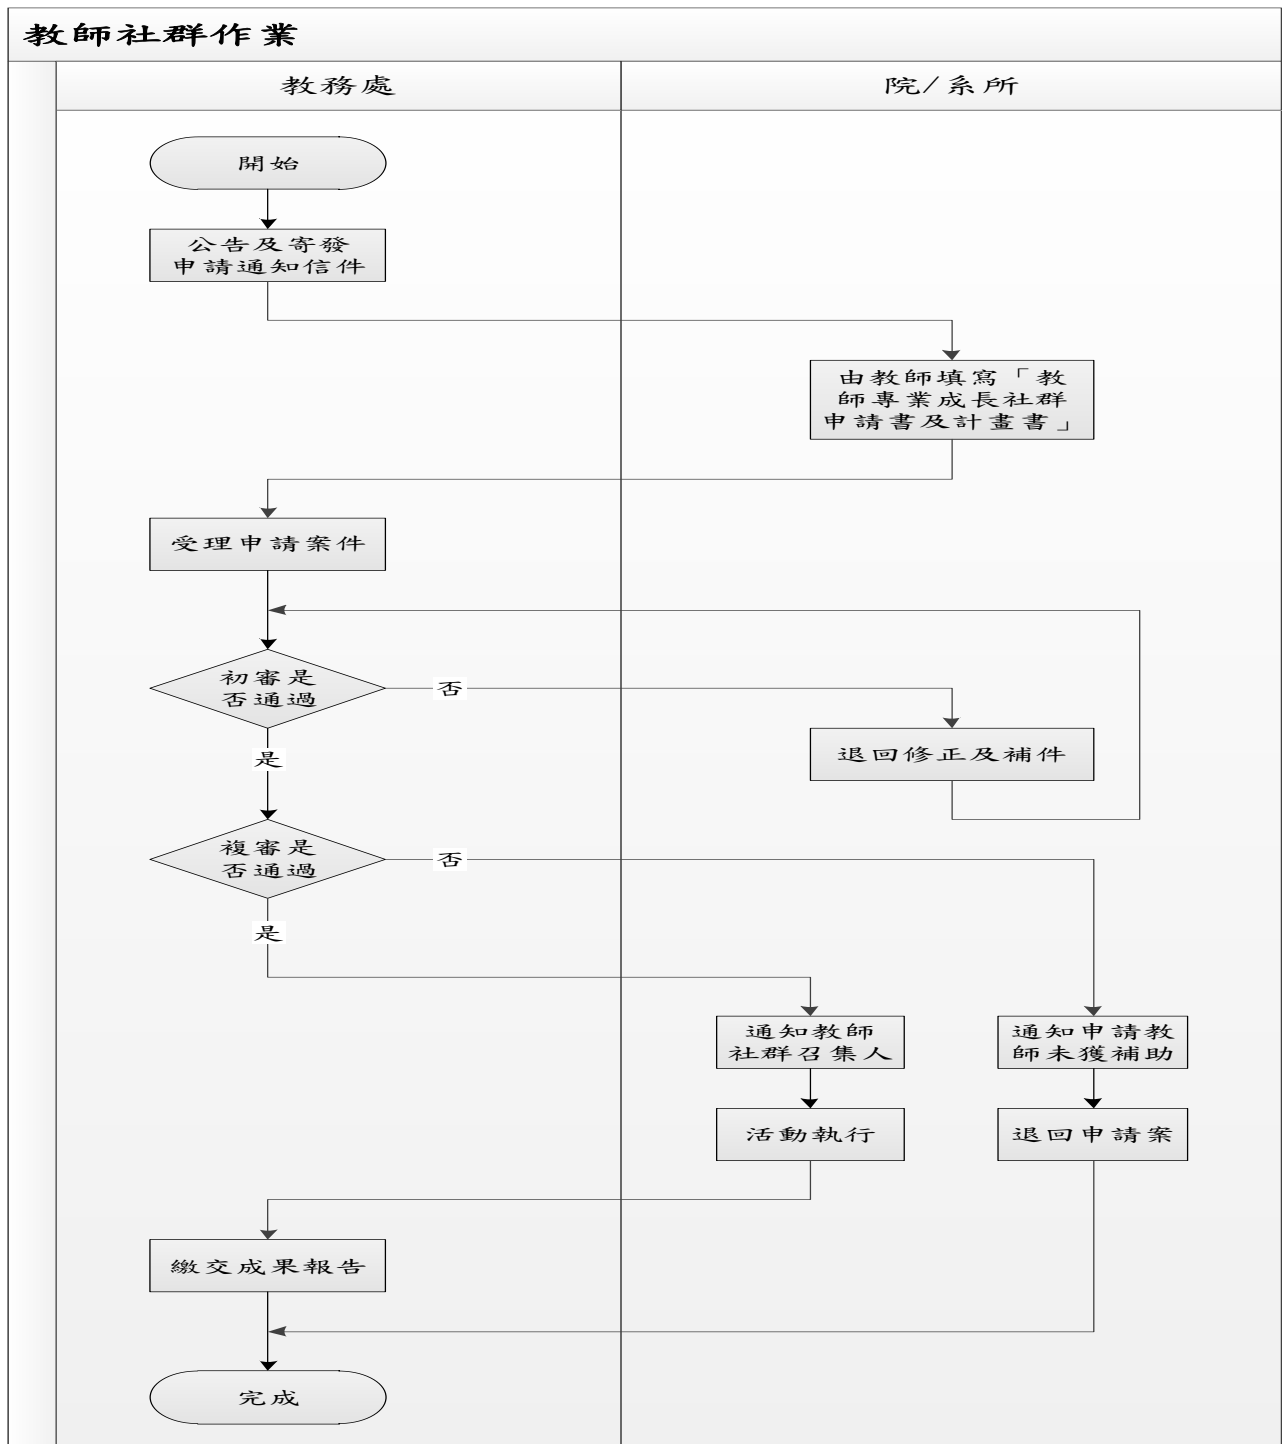 教師社群作業
教務處
院/系所
開始
公告及寄發
申請通知信件
由教師填寫「教
師專業成長社群
申請書及計畫書」
受理申請案件
初審是
否通過
否
退回修正及補件
是
複審是
否通過
否
是
通知教師
社群召集人
通知申請教
師未獲補助
活動執行
退回申請案
繳交成果報告
完成